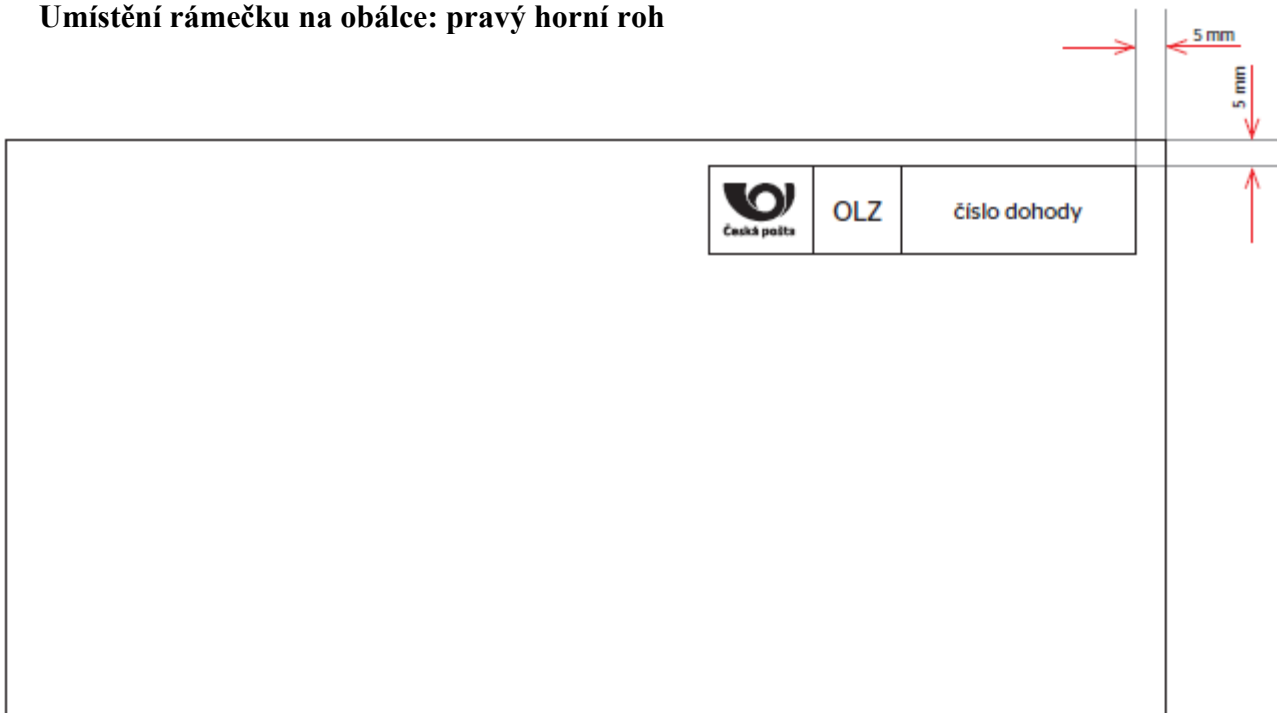 Umístění rámečku na obálce: pravý horní roh
5 mm
5 mm
Česká pošta
OLZ
číslo dohody